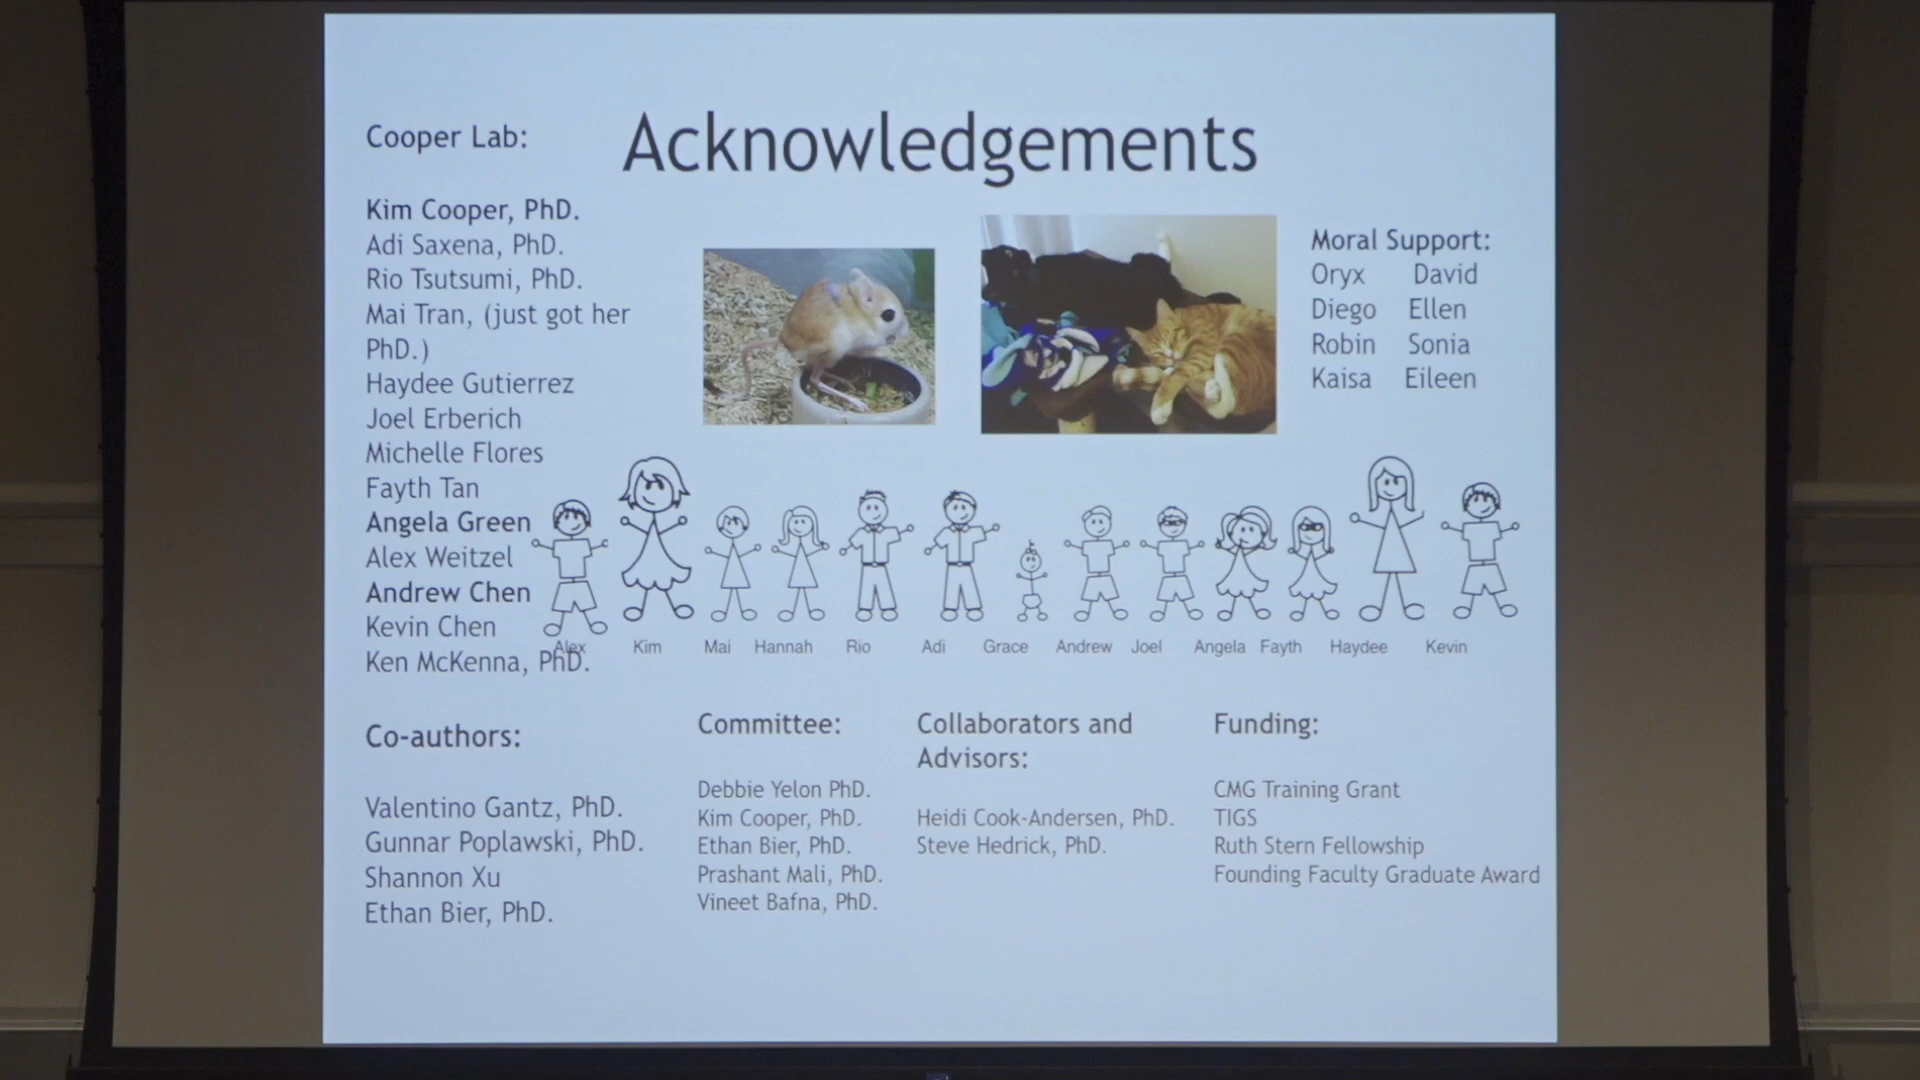 Acknowledgements
Cooper Lab:
Kim Cooper, PhD.
Adi Saxena, PhD.
Rio Tsutsumi, PhD.
Mai Tran, (just got her
PhD.)
Haydee Gutierrez
Joel Erberich
Michelle Flores
Fayth Tan
Angela Green
Alex Weitzel
Andrew Chen
Kevin Chen
Ken McKenna, PhD.
Moral Support:
Oryx David
Diego Ellen
Robin Sonia
Kaisa Eileen
Alex Kim Mai Hannah Rio Adi Grace Andrew Joel Angela Fayth Haydee Kevin
Co-authors:
Valentino Gantz, PhD.
Gunnar Poplawski, PhD.
Shannon Xu
Ethan Bier, PhD.
Committee:
Debbie Yelon PhD.
Kim Cooper, PhD.
Ethan Bier, PhD.
Prashant Mali, PhD.
Vineet Bafna, PhD.
Collaborators and
Advisors:
Heidi Cook-Andersen, PhD.
Steve Hedrick, PhD.
Funding:
CMG Training Grant
TIGS
Ruth Stern Fellowship
Founding Faculty Graduate Award